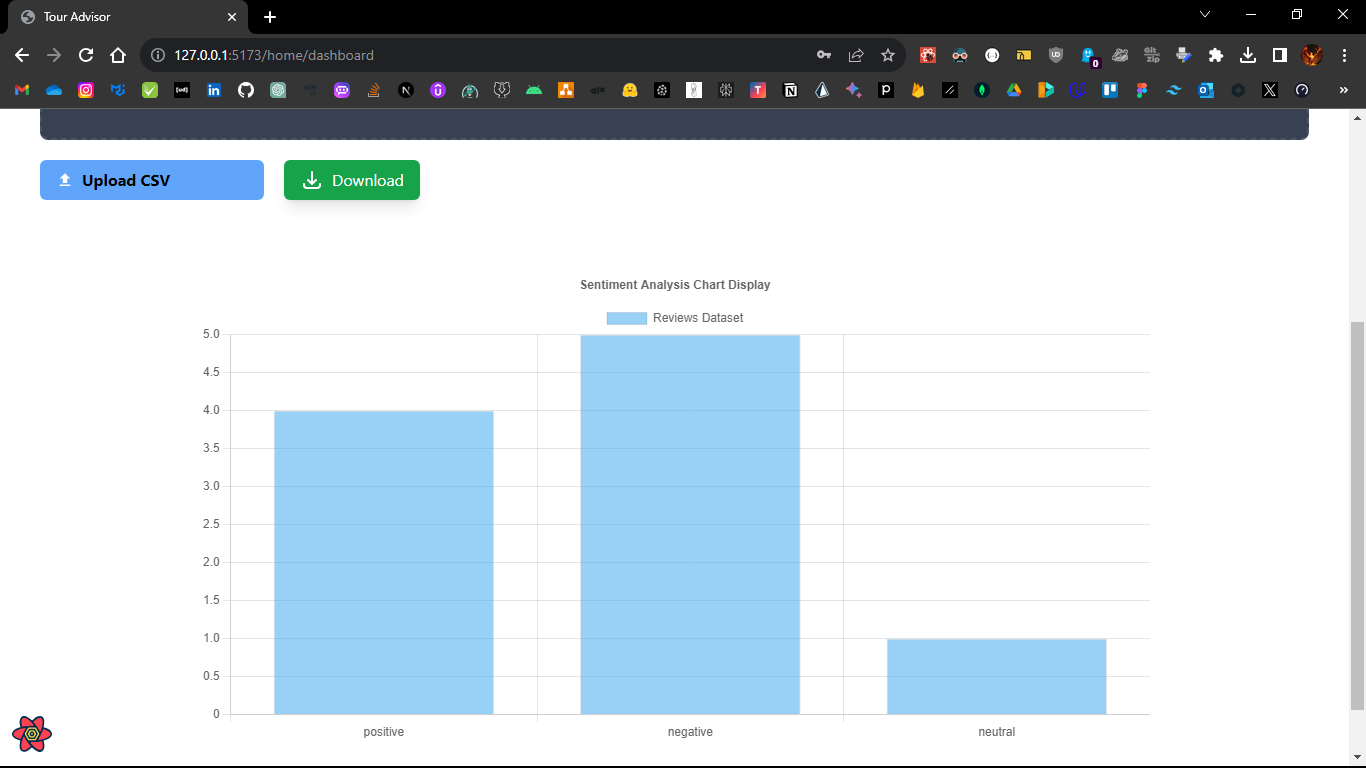 Tour Advisor
127.0.0.1:5173/home/dashboard
0
Upload CSV
Download
Sentiment Analysis Chart Display
Reviews Dataset
5.0
4.5
4.0
3.5
3.0
2.5
2.0
1.5
1.0
0.5
0
positive
negative
neutral